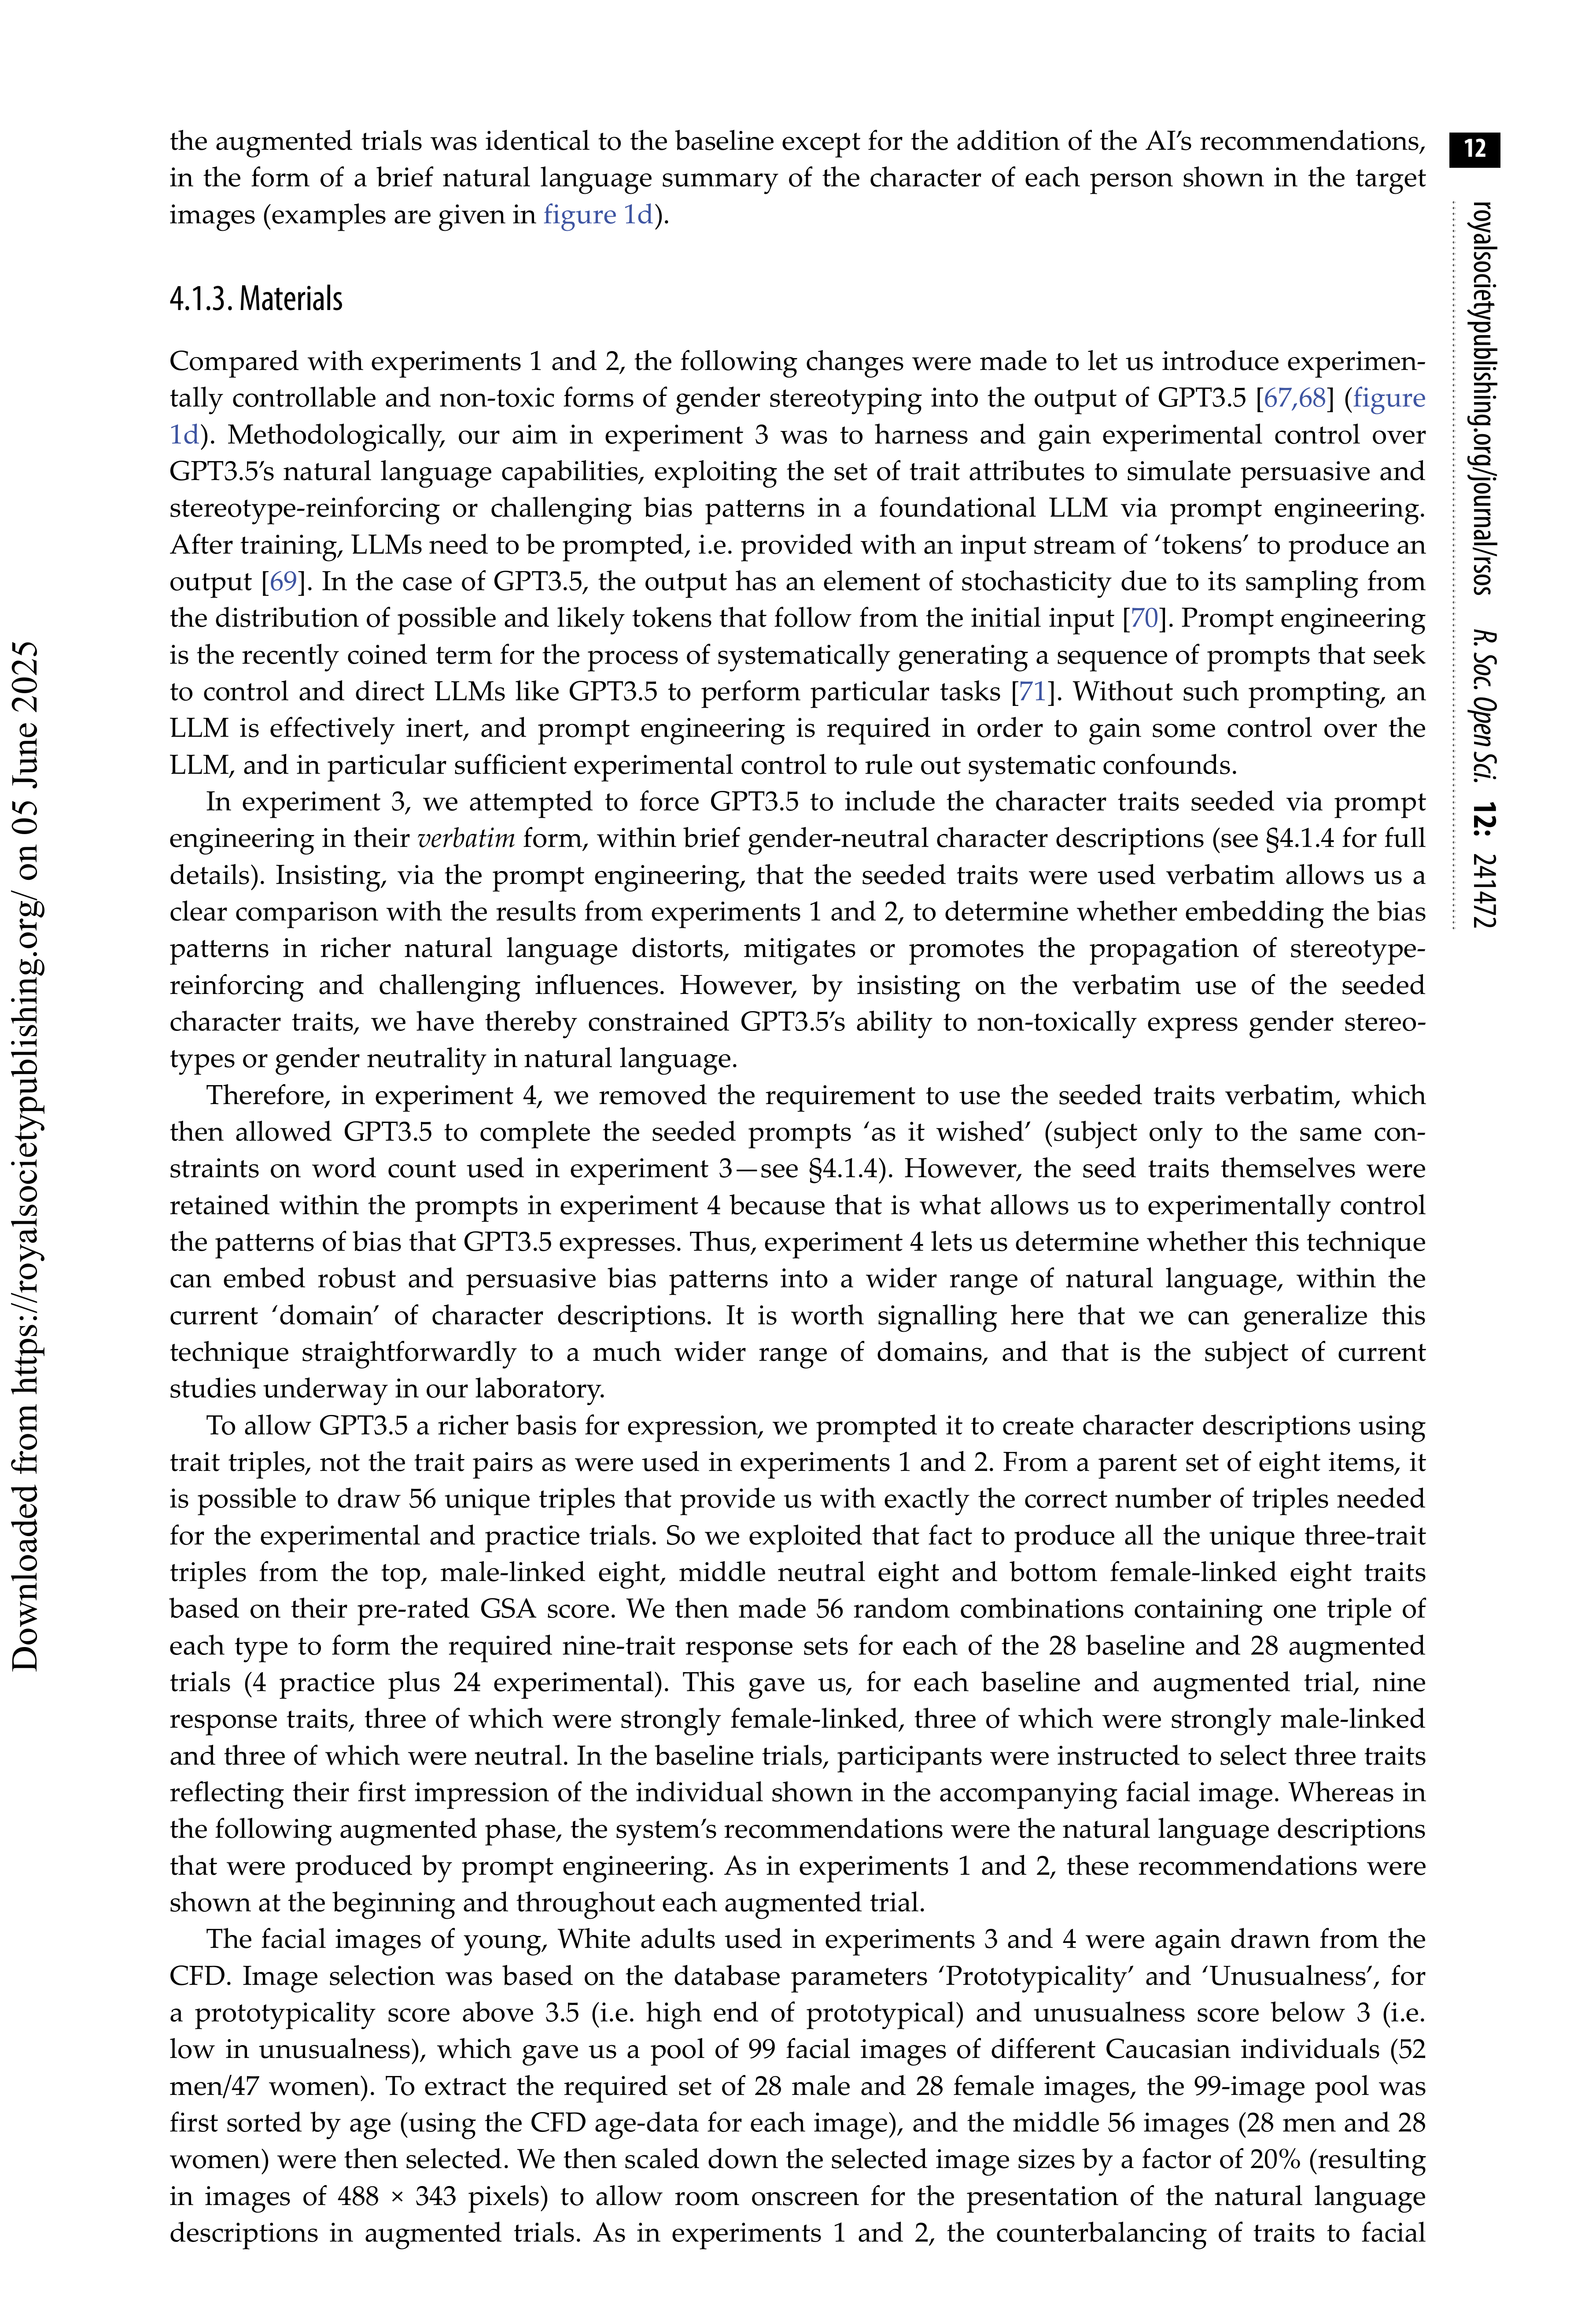 the augmented trials was identical to the baseline except for the addition of the AI's recommendations,
in the form of a brief natural language summary of the character of each person shown in the target
images (examples are given in figure 1d).
4.1.3. Materials
Compared with experiments 1 and 2, the following changes were made to let us introduce experimen-
tally controllable and non-toxic forms of gender stereotyping into the output of GPT3.5 [67,68] (figure
1d). Methodologically, our aim in experiment 3 was to harness and gain experimental control over
GPT3.5's natural language capabilities, exploiting the set of trait attributes to simulate persuasive and
stereotype-reinforcing or challenging bias patterns in a foundational LLM via prompt engineering.
After training, LLMs need to be prompted, i.e. provided with an input stream of 'tokens' to produce an
output [69]. In the case of GPT3.5, the output has an element of stochasticity due to its sampling from
the distribution of possible and likely tokens that follow from the initial input [70]. Prompt engineering
is the recently coined term for the process of systematically generating a sequence of prompts that seek
to control and direct LLMs like GPT3.5 to perform particular tasks [71]. Without such prompting, an
LLM is effectively inert, and prompt engineering is required in order to gain some control over the
LLM, and in particular sufficient experimental control to rule out systematic confounds.
In experiment 3, we attempted to force GPT3.5 to include the character traits seeded via prompt
engineering in their verbatim form, within brief gender-neutral character descriptions (see §4.1.4 for full
details). Insisting, via the prompt engineering, that the seeded traits were used verbatim allows us a
clear comparison with the results from experiments 1 and 2, to determine whether embedding the bias
patterns in richer natural language distorts, mitigates or promotes the propagation of stereotype-
reinforcing and challenging influences. However, by insisting on the verbatim use of the seeded
character traits, we have thereby constrained GPT3.5's ability to non-toxically express gender stereo-
types or gender neutrality in natural language.
Therefore, in experiment 4, we removed the requirement to use the seeded traits verbatim, which
then allowed GPT3.5 to complete the seeded prompts 'as it wished' (subject only to the same con-
straints on word count used in experiment 3—see §4.1.4). However, the seed traits themselves were
retained within the prompts in experiment 4 because that is what allows us to experimentally control
the patterns of bias that GPT3.5 expresses. Thus, experiment 4 lets us determine whether this technique
can embed robust and persuasive bias patterns into a wider range of natural language, within the
current 'domain' of character descriptions. It is worth signalling here that we can generalize this
technique straightforwardly to a much wider range of domains, and that is the subject of current
studies underway in our laboratory.
To allow GPT3.5 a richer basis for expression, we prompted it to create character descriptions using
trait triples, not the trait pairs as were used in experiments 1 and 2. From a parent set of eight items, it
is possible to draw 56 unique triples that provide us with exactly the correct number of triples needed
for the experimental and practice trials. So we exploited that fact to produce all the unique three-trait
triples from the top, male-linked eight, middle neutral eight and bottom female-linked eight traits
based on their pre-rated GSA score. We then made 56 random combinations containing one triple of
each type to form the required nine-trait response sets for each of the 28 baseline and 28 augmented
trials (4 practice plus 24 experimental). This gave us, for each baseline and augmented trial, nine
response traits, three of which were strongly female-linked, three of which were strongly male-linked
and three of which were neutral. In the baseline trials, participants were instructed to select three traits
reflecting their first impression of the individual shown in the accompanying facial image. Whereas in
the following augmented phase, the system's recommendations were the natural language descriptions
that were produced by prompt engineering. As in experiments 1 and 2, these recommendations were
shown at the beginning and throughout each augmented trial.
The facial images of young, White adults used in experiments 3 and 4 were again drawn from the
CFD. Image selection was based on the database parameters 'Prototypicality' and 'Unusualness', for
a prototypicality score above 3.5 (i.e. high end of prototypical) and unusualness score below 3 (i.e.
low in unusualness), which gave us a pool of 99 facial images of different Caucasian individuals (52
men/47 women). To extract the required set of 28 male and 28 female images, the 99-image pool was
first sorted by age (using the CFD age-data for each image), and the middle 56 images (28 men and 28
women) were then selected. We then scaled down the selected image sizes by a factor of 20% (resulting
in images of 488 × 343 pixels) to allow room onscreen for the presentation of the natural language
descriptions in augmented trials. As in experiments 1 and 2, the counterbalancing of traits to facial
12
royalsocietypublishing.org/journal/rsos R. Soc. Open Sci. 12: 241472
Downloaded from https://royalsocietypublishing.org/ on 05 June 2025